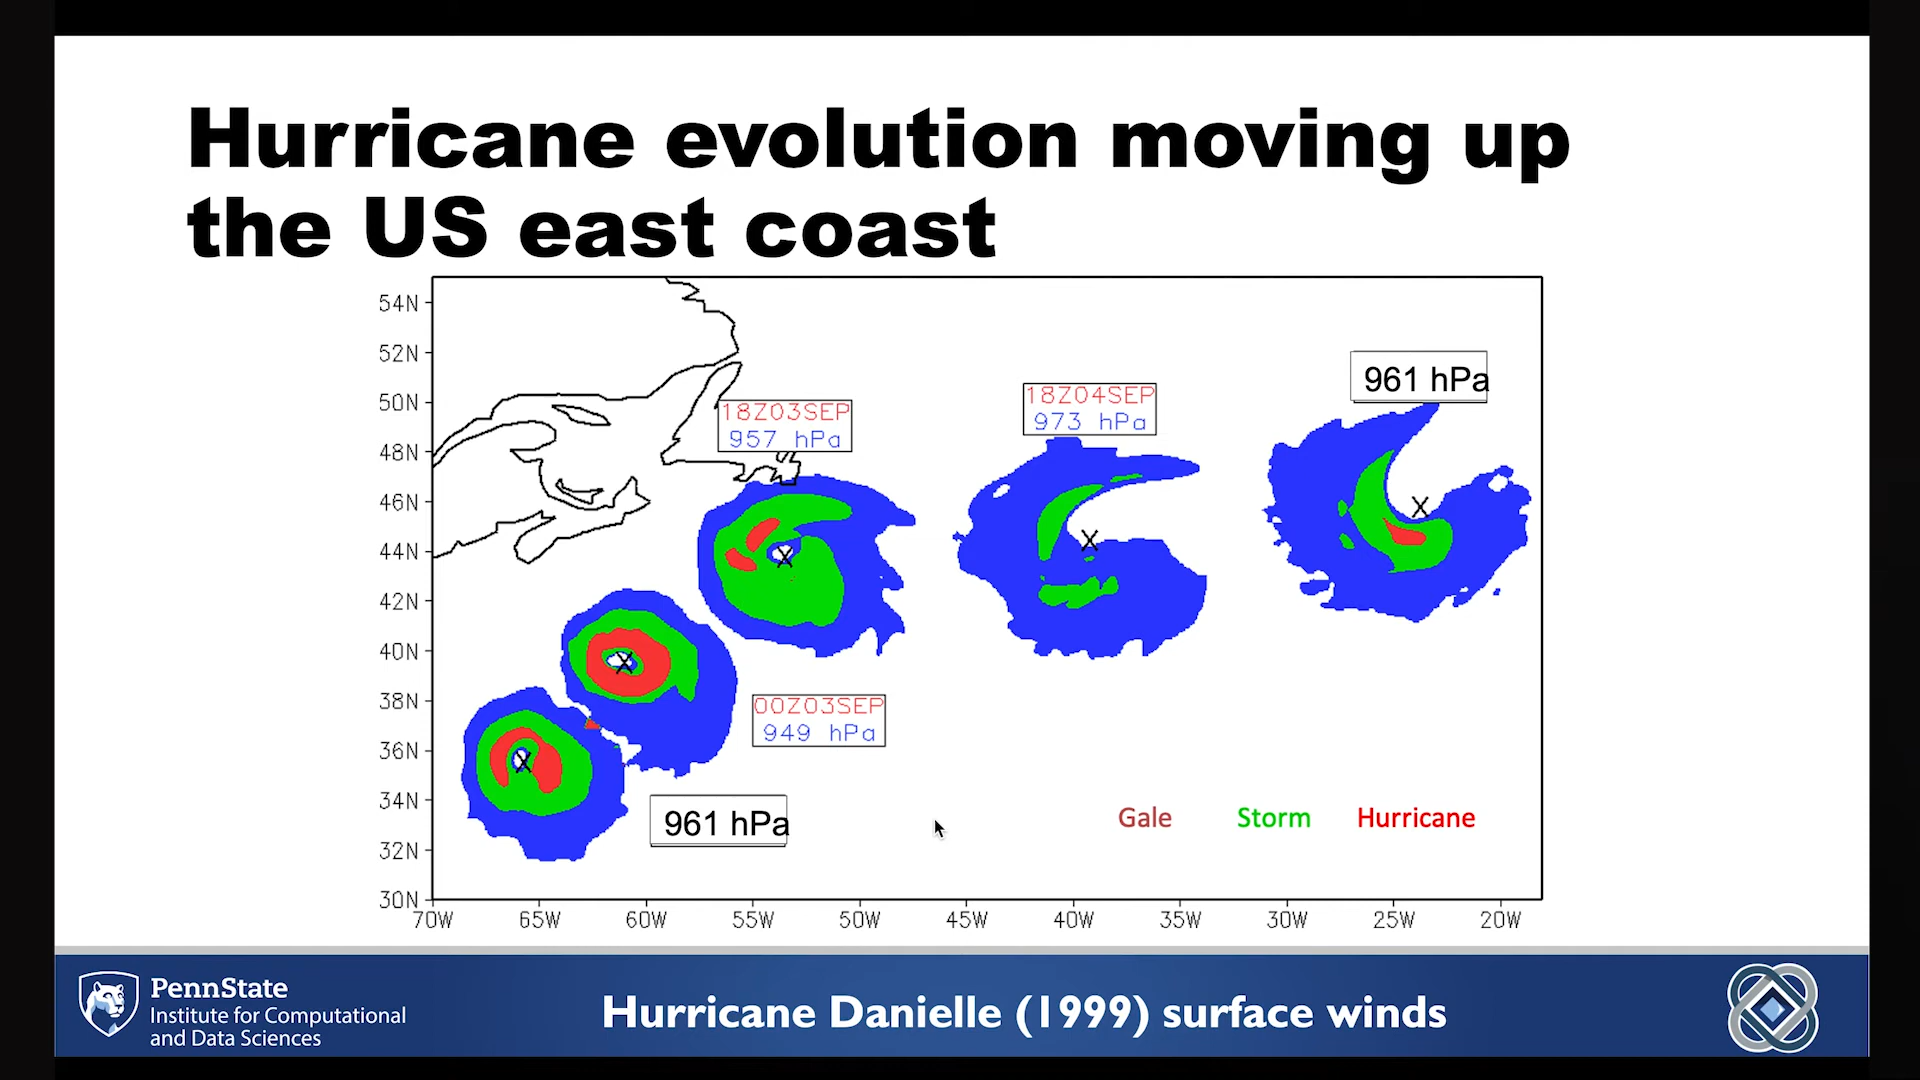 Hurricane evolution moving up
the US east coast
54N
52N
50N
48N
46N
44N
42N
40N
38N
36N
34N
32N
30N
961 hPa
18Z04SEP
973 hPa
18Z03SEP
957 hPa
00Z03SEP
949 hPa
961 hPa
Gale Storm Hurricane
70W 65W 60W 55W 50W 45W 40W 35W 30W 25W 20W
PennState
Institute for Computational
and Data Sciences
Hurricane Danielle (1999) surface winds